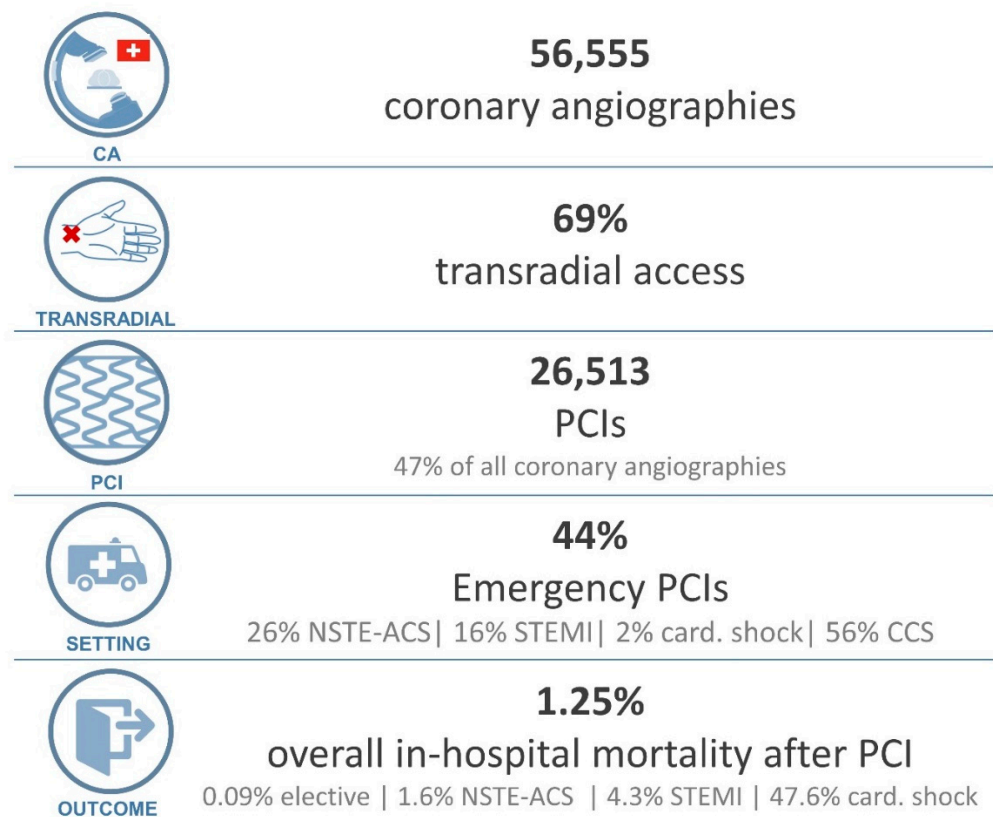 56,555
coronary angiographies
CA
69%
transradial access
TRANSRADIAL
26,513
PCIs
47% of all coronary angiographies
PCI
44%
Emergency PCIs
26% NSTE-ACS| 16% STEMI| 2% card. shock| 56% CCS
SETTING
1.25%
overall in-hospital mortality after PCI
0.09% elective | 1.6% NSTE-ACS | 4.3% STEMI | 47.6% card. shock
OUTCOME